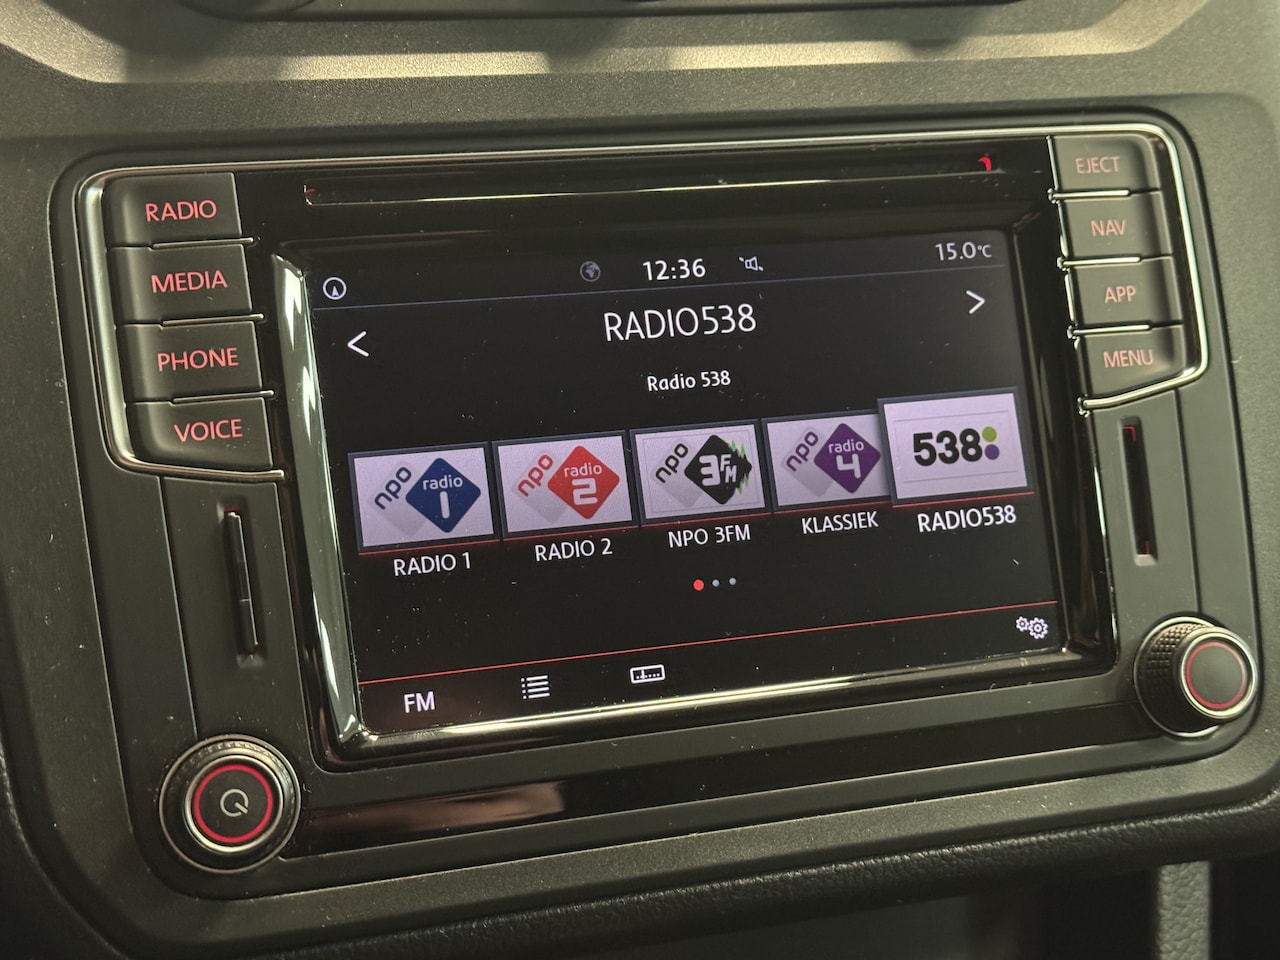 RADIO
MEDIA
PHONE
VOICE
EJECT
NAV
APP
MENU
12:36
15.0°C
< RADIO538 >
Radio 538
npo radio 1
npo radio 2
npo 3FM
npo radio 4
538
RADIO 1
RADIO 2
NPO 3FM
KLASSIEK
RADIO538
FM